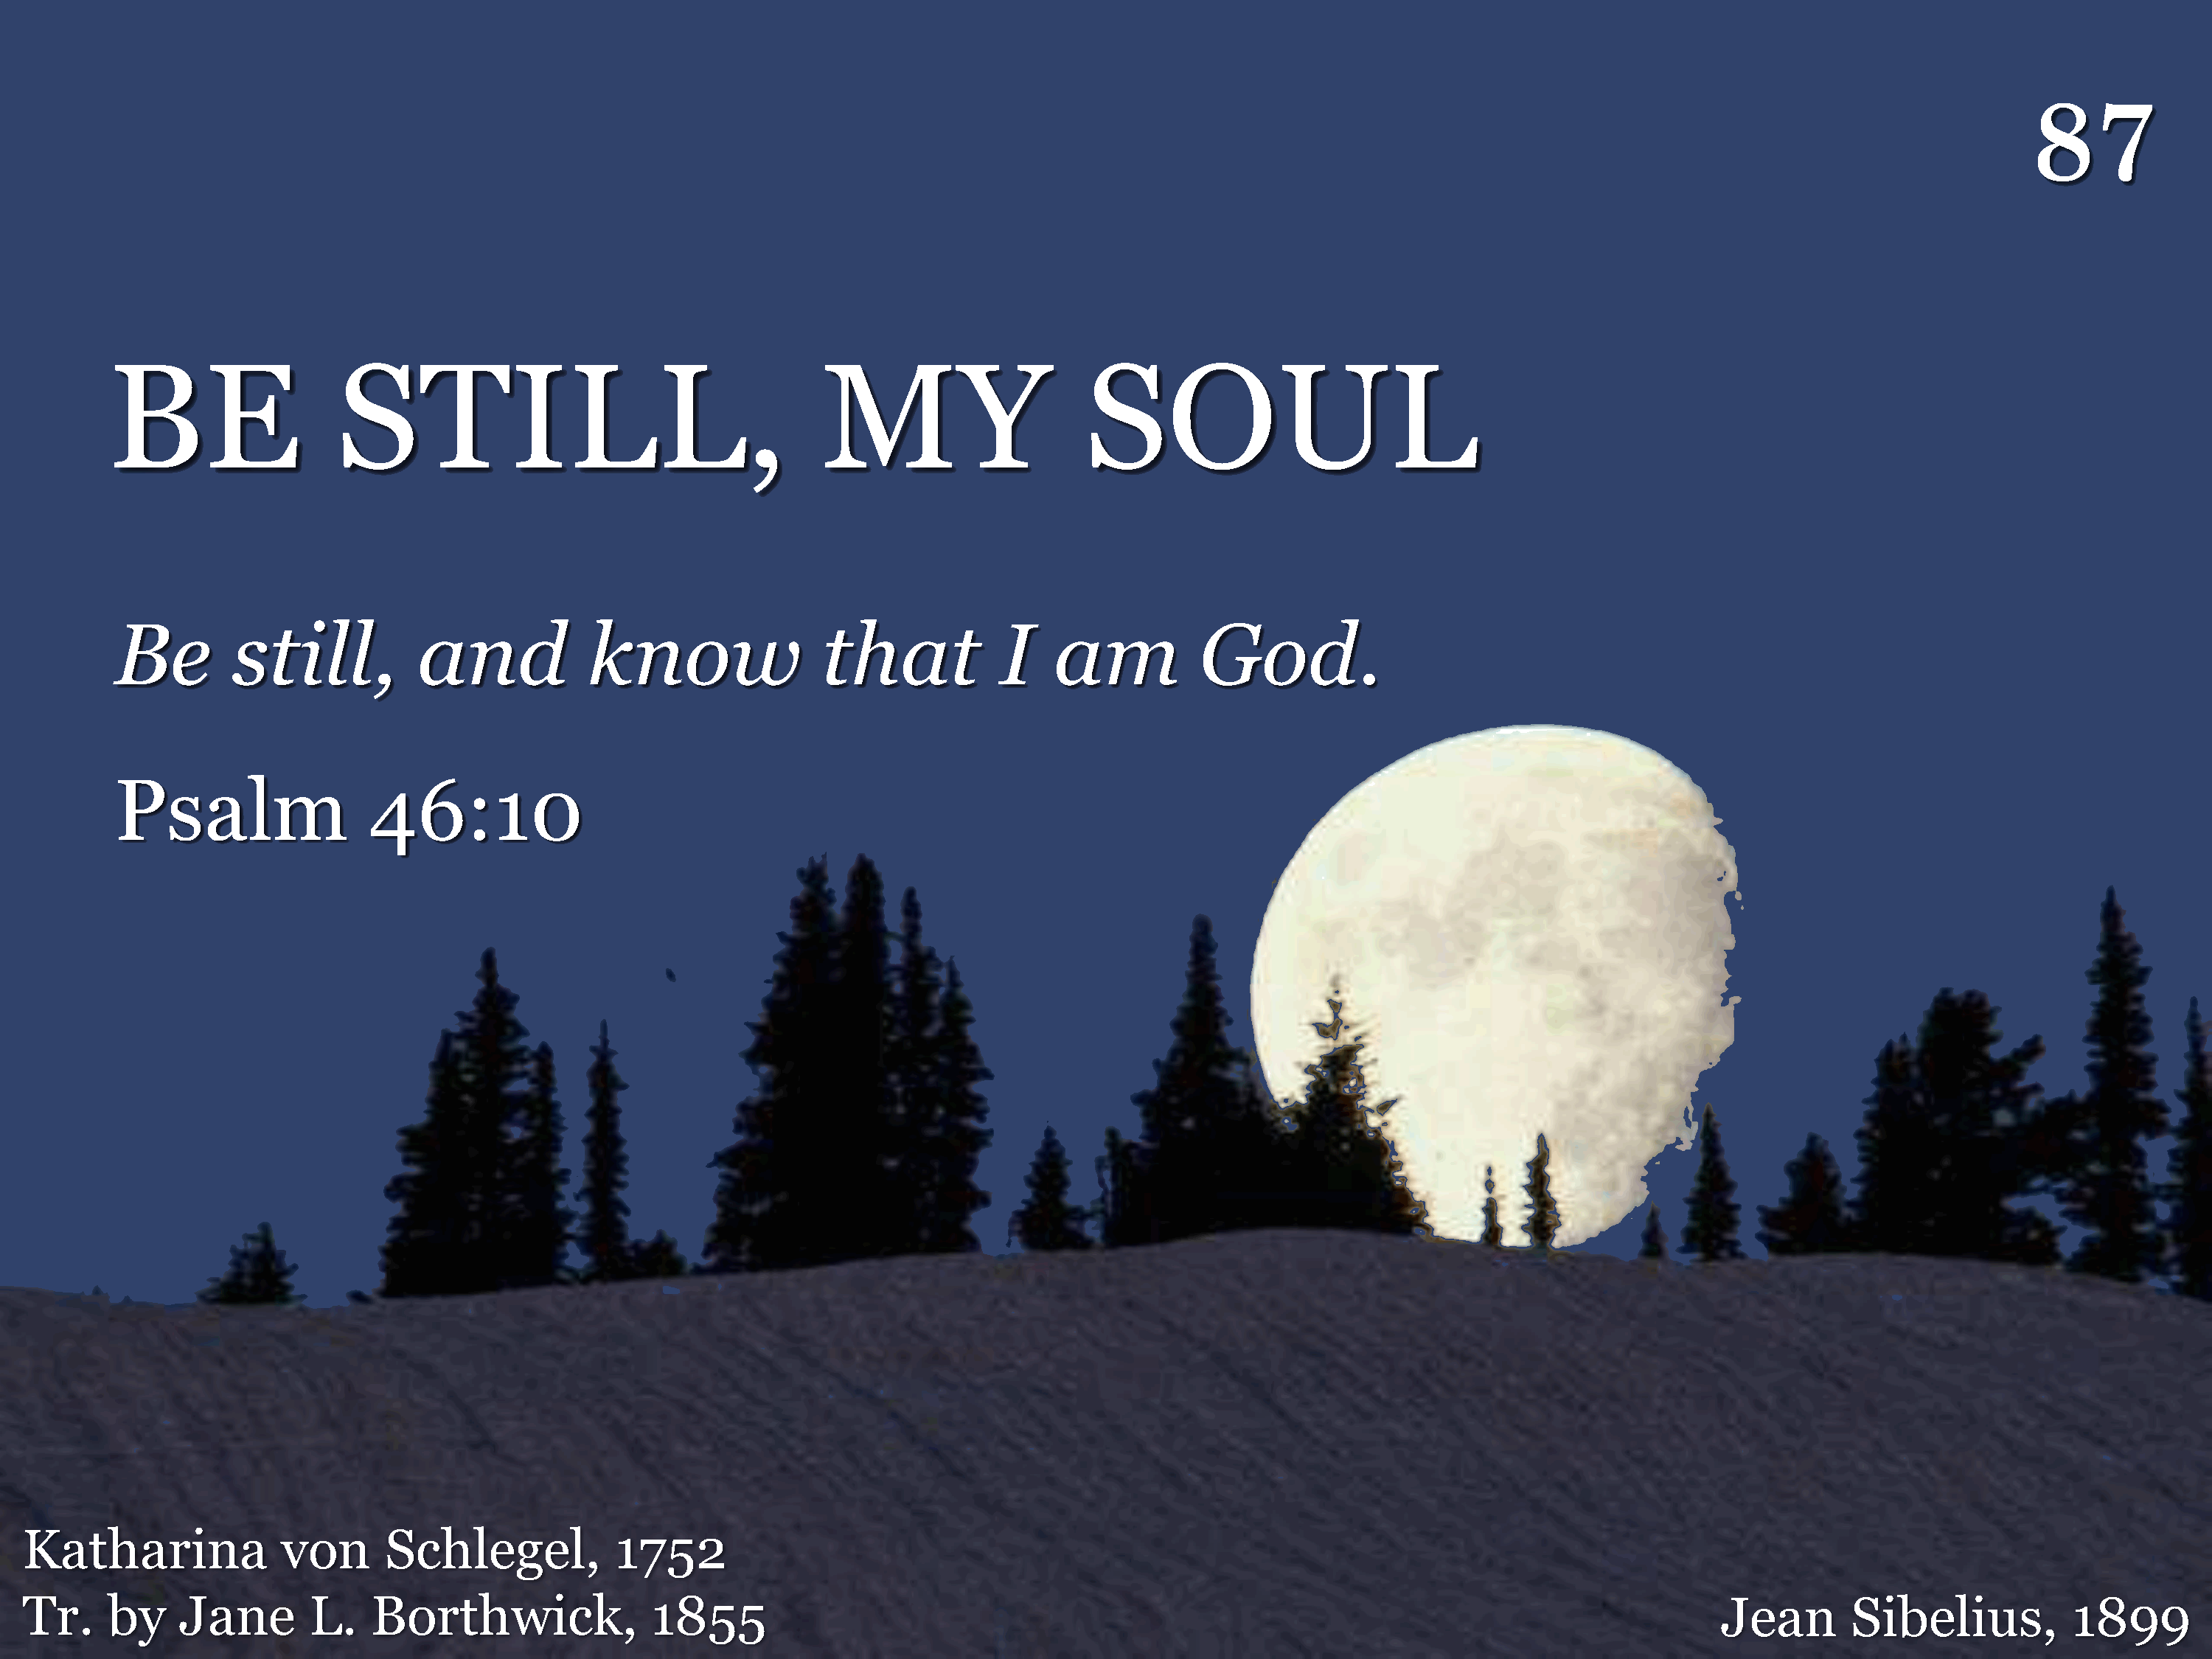 87
BE STILL, MY SOUL
Be still, and know that I am God.
Psalm 46:10
Katharina von Schlegel, 1752
Tr. by Jane L. Borthwick, 1855
Jean Sibelius, 1899